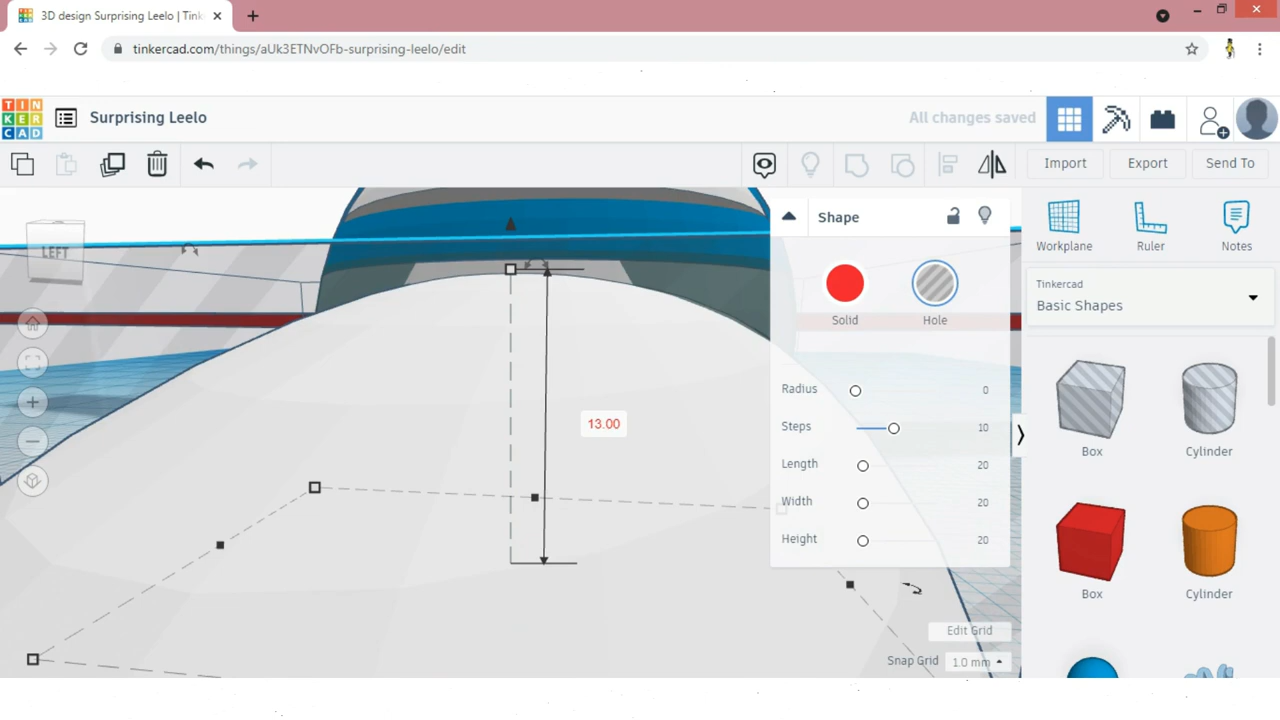 3D design Surprising Leelo | Tink
tinkercad.com/things/aUk3ETNvOFb-surprising-leelo/edit
TIN
KER
CAD
Surprising Leelo
All changes saved
Import
Export
Send To
LEFT
Shape
Solid
Hole
Radius 0
Steps 10
Length 20
Width 20
Height 20
13.00
Edit Grid
Snap Grid 1.0 mm
Workplane
Ruler
Notes
Tinkercad
Basic Shapes
Box
Cylinder
Box
Cylinder